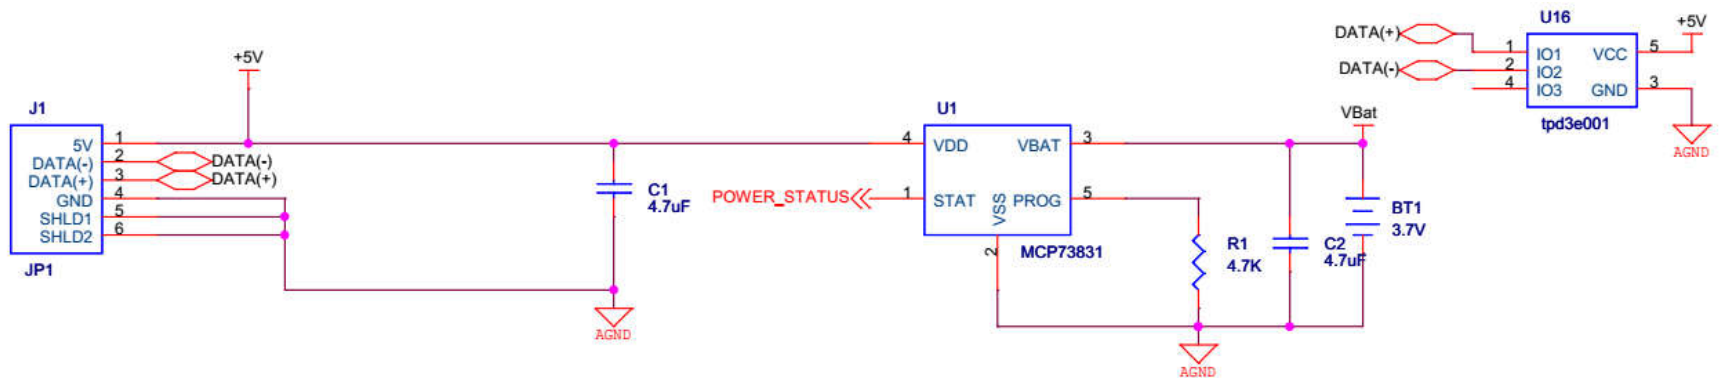 J1
5V
DATA(-)
DATA(+)
GND
SHLD1
SHLD2
1
2
3
4
5
6
JP1
DATA(-)
DATA(+)
+5V
C1
4.7uF
AGND
POWER_STATUS
U1
4
VDD
VBAT
3
1
STAT
VSS
PROG
5
2
MCP73831
R1
4.7K
AGND
C2
4.7uF
VBat
BT1
3.7V
DATA(+)
DATA(-)
U16
1
IO1
VCC
5
2
IO2
4
IO3
GND
3
tpd3e001
+5V
AGND